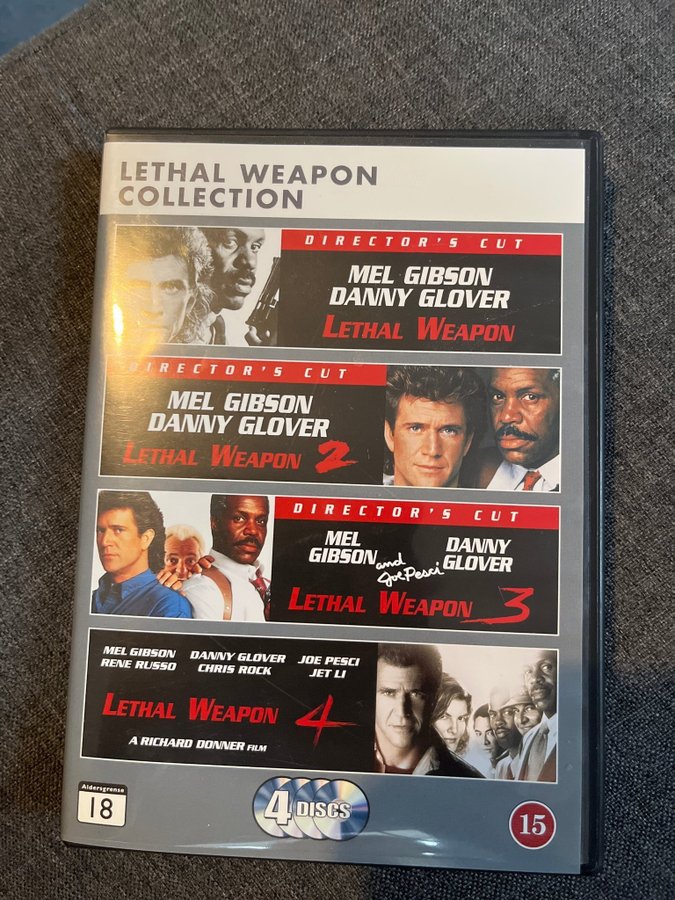 LETHAL WEAPON
COLLECTION
DIRECTOR'S CUT
MEL GIBSON
DANNY GLOVER
LETHAL WEAPON
DIRECTOR'S CUT
MEL GIBSON
DANNY GLOVER
LETHAL WEAPON 2
DIRECTOR'S CUT
MEL GIBSON and Joe Pesci DANNY GLOVER
LETHAL WEAPON 3
MEL GIBSON DANNY GLOVER JOE PESCI
RENE RUSSO CHRIS ROCK JET LI
LETHAL WEAPON 4
A RICHARD DONNER FILM
Aldersgrense
18
4 DISCS
15